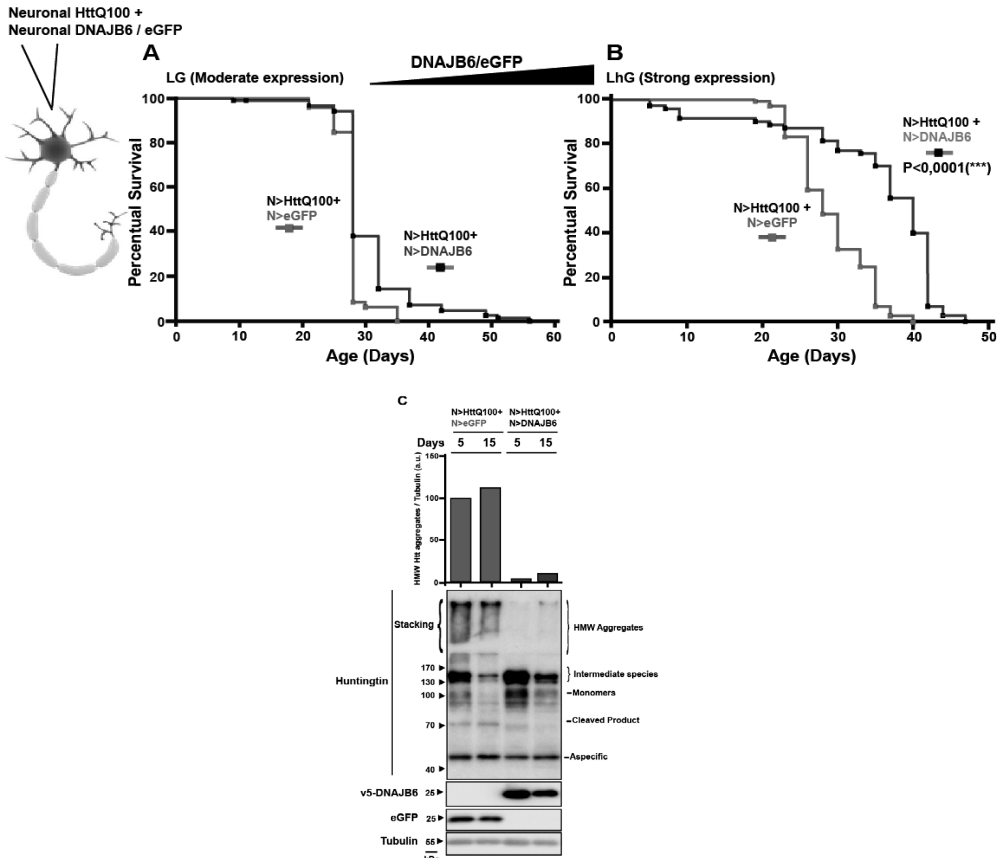 Neuronal HttQ100 +
Neuronal DNAJB6 / eGFP
A
LG (Moderate expression)
DNAJB6/eGFP
B
LhG (Strong expression)
Percentual Survival
100
80
60
40
20
0
0 10 20 30 40 50 60
Age (Days)
N>HttQ100+
N>eGFP
N>HttQ100+
N>DNAJB6
Percentual Survival
100
80
60
40
20
0
0 10 20 30 40 50
Age (Days)
N>HttQ100 +
N>eGFP
N>HttQ100 +
N>DNAJB6
P<0,0001(***)
C
N>HttQ100+ N>HttQ100+
N>eGFP N>DNAJB6
Days 5 15 5 15
HMW Htt aggregates / Tubulin (a.u.)
150
100
50
0
Huntingtin
Stacking
HMW Aggregates
170
130
100
70
40
Intermediate species
Monomers
Cleaved Product
Aspecific
v5-DNAJB6 25
eGFP 25
Tubulin 55